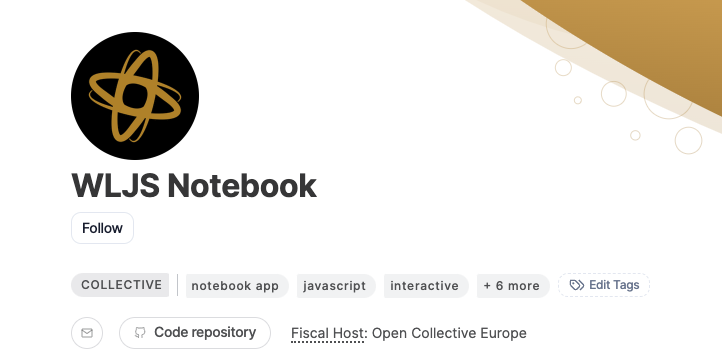 WLJS Notebook
Follow
COLLECTIVE notebook app javascript interactive + 6 more Edit Tags
Code repository Fiscal Host: Open Collective Europe